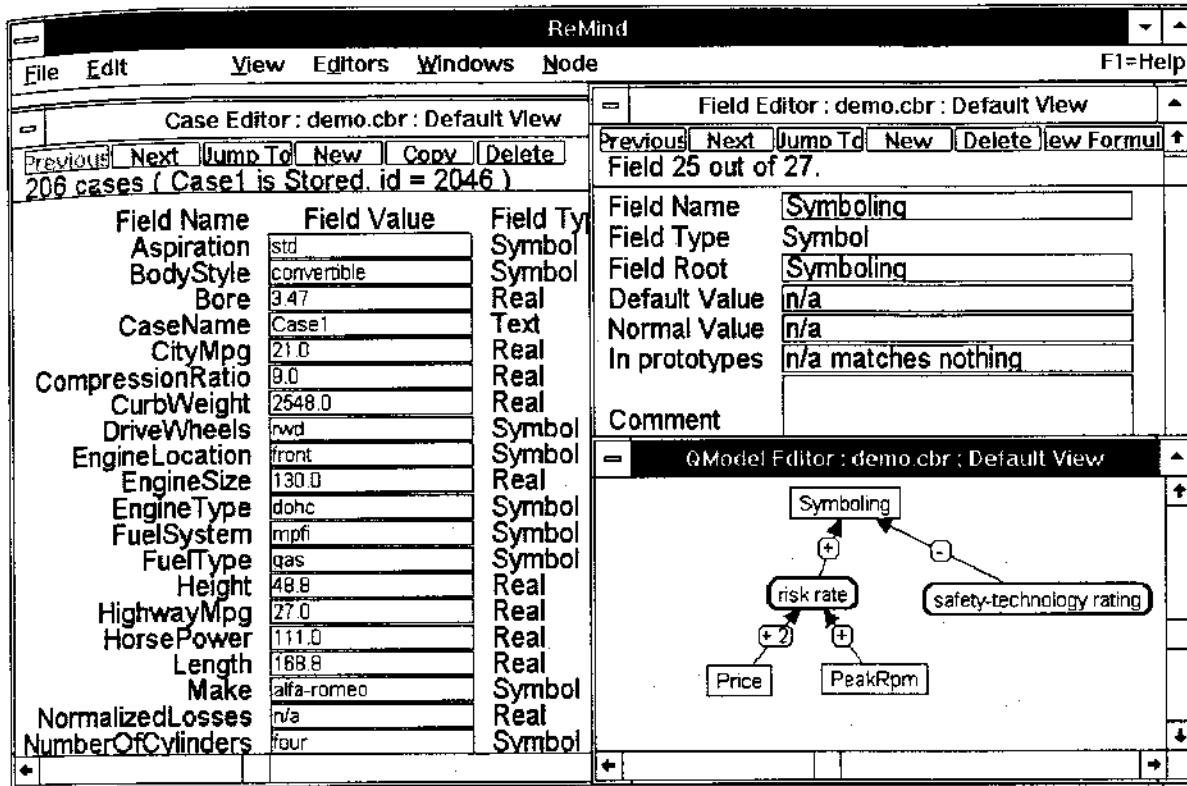 ReMind
File Edit View Editors Windows Node F1=Help
Case Editor : demo.cbr : Default View
Previous Next Jump To New Copy Delete
206 cases ( Case1 is Stored. id = 2046 )
Field Name Field Value Field Typ
Aspiration std Symbol
BodyStyle convertible Symbol
Bore 3.47 Real
CaseName Case1 Text
CityMpg 21.0 Real
CompressionRatio 9.0 Real
CurbWeight 2548.0 Real
DriveWheels rwd Symbol
EngineLocation front Symbol
EngineSize 130.0 Real
EngineType dohc Symbol
FuelSystem mpfi Symbol
FuelType gas Symbol
Height 48.8 Real
HighwayMpg 27.0 Real
HorsePower 111.0 Real
Length 168.8 Real
Make alfa-romeo Symbol
NormalizedLosses n/a Real
NumberOfCylinders four Symbol
Field Editor : demo.cbr : Default View
Previous Next Jump To New Delete ew Formul
Field 25 out of 27.
Field Name Symboling
Field Type Symbol
Field Root Symboling
Default Value n/a
Normal Value n/a
In prototypes n/a matches nothing
Comment
QModel Editor : demo.cbr : Default View
Symboling
+ -
risk rate safety-technology rating
+ 2 +
Price PeakRpm